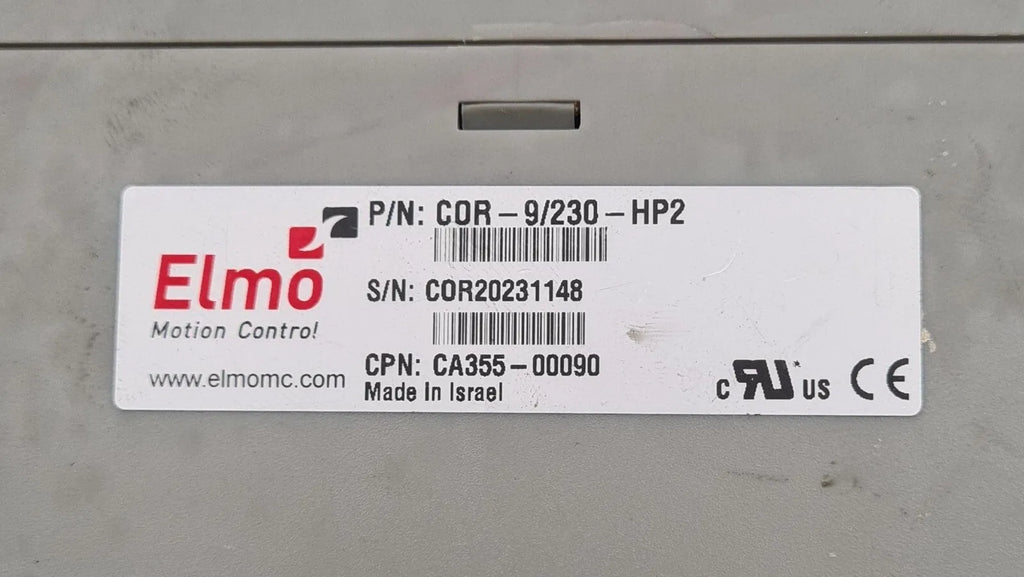 P/N: COR-9/230-HP2
Elmo
Motion Control
S/N: COR20231148
www.elmomc.com
CPN: CA355-00090
Made In Israel
c RU US CE